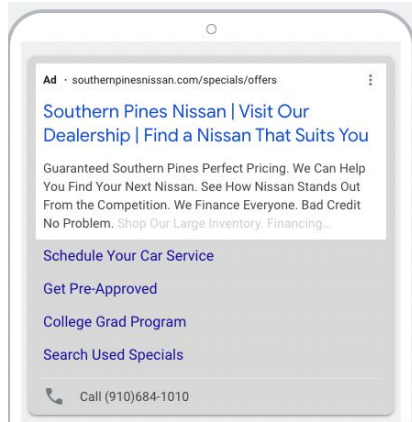 Ad · southernpinesnissan.com/specials/offers
Southern Pines Nissan | Visit Our
Dealership | Find a Nissan That Suits You
Guaranteed Southern Pines Perfect Pricing. We Can Help
You Find Your Next Nissan. See How Nissan Stands Out
From the Competition. We Finance Everyone. Bad Credit
No Problem. Shop Our Large Inventory. Financing...
Schedule Your Car Service
Get Pre-Approved
College Grad Program
Search Used Specials
Call (910)684-1010